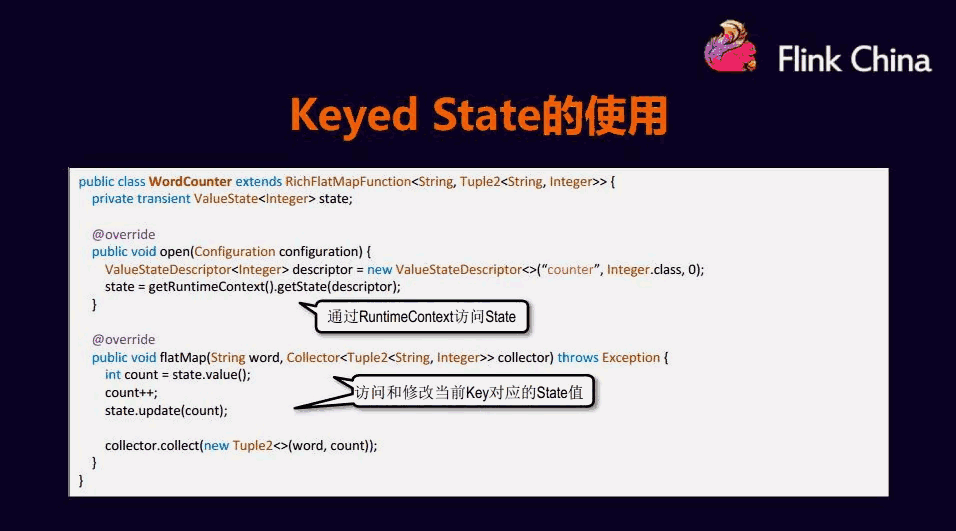 Flink China
Keyed State的使用
public class WordCounter extends RichFlatMapFunction<String, Tuple2<String, Integer>> {
private transient ValueState<Integer> state;
@override
public void open(Configuration configuration) {
ValueStateDescriptor<Integer> descriptor = new ValueStateDescriptor<>(“counter”, Integer.class, 0);
state = getRuntimeContext().getState(descriptor);
}
通过RuntimeContext访问State
@override
public void flatMap(String word, Collector<Tuple2<String, Integer>> collector) throws Exception {
int count = state.value();
count++;
访问和修改当前Key对应的State值
state.update(count);
collector.collect(new Tuple2<>(word, count));
}
}